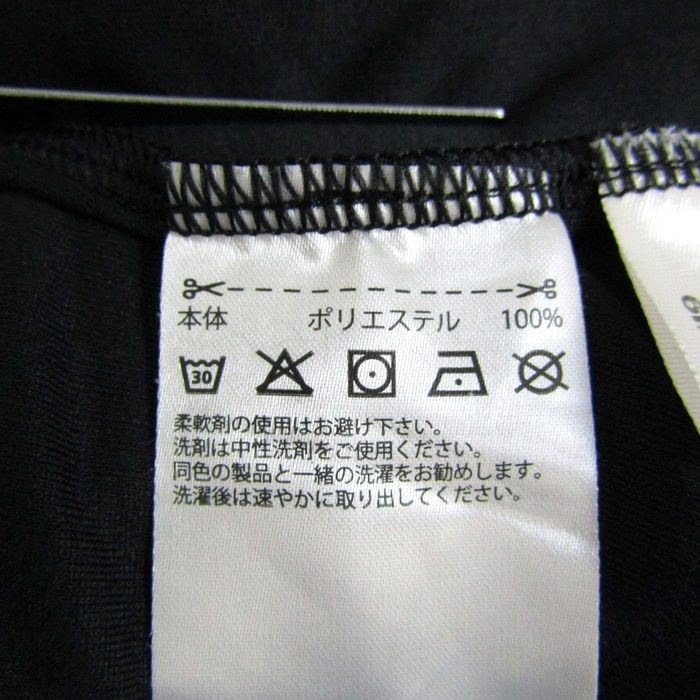 本体 ポリエステル 100%
30
柔軟剤の使用はお避け下さい。
洗剤は中性洗剤をご使用ください。
同色の製品と一緒の洗濯をお勧めします。
洗濯後は速やかに取り出してください。